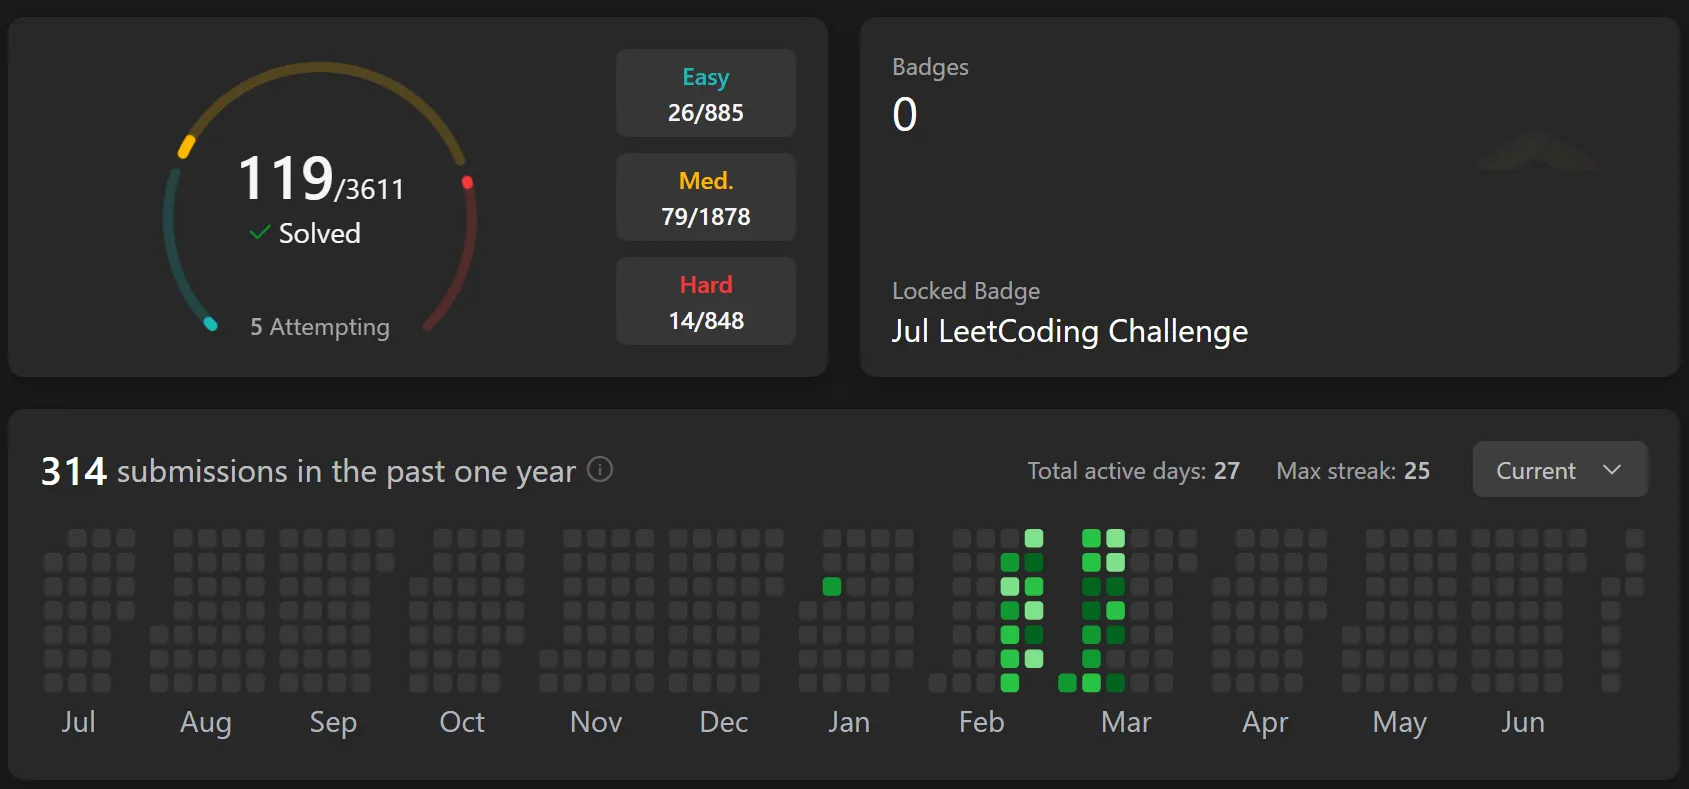 119/3611
Solved
5 Attempting
Easy
26/885
Med.
79/1878
Hard
14/848
Badges
0
Locked Badge
Jul LeetCoding Challenge
314 submissions in the past one year
Total active days: 27 Max streak: 25 Current
Jul Aug Sep Oct Nov Dec Jan Feb Mar Apr May Jun